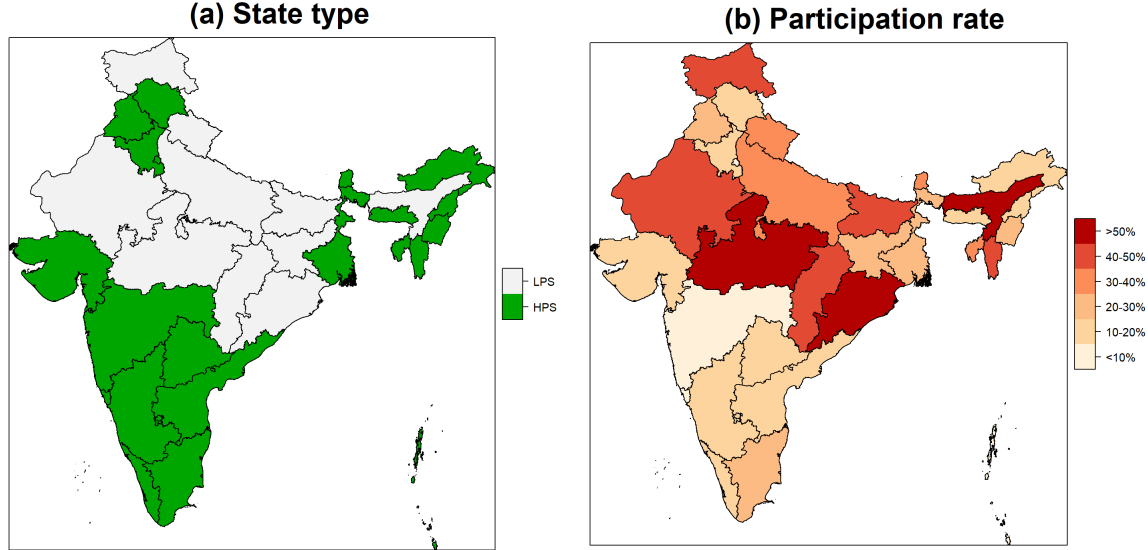 (a) State type
LPS
HPS
(b) Participation rate
>50%
40-50%
30-40%
20-30%
10-20%
<10%